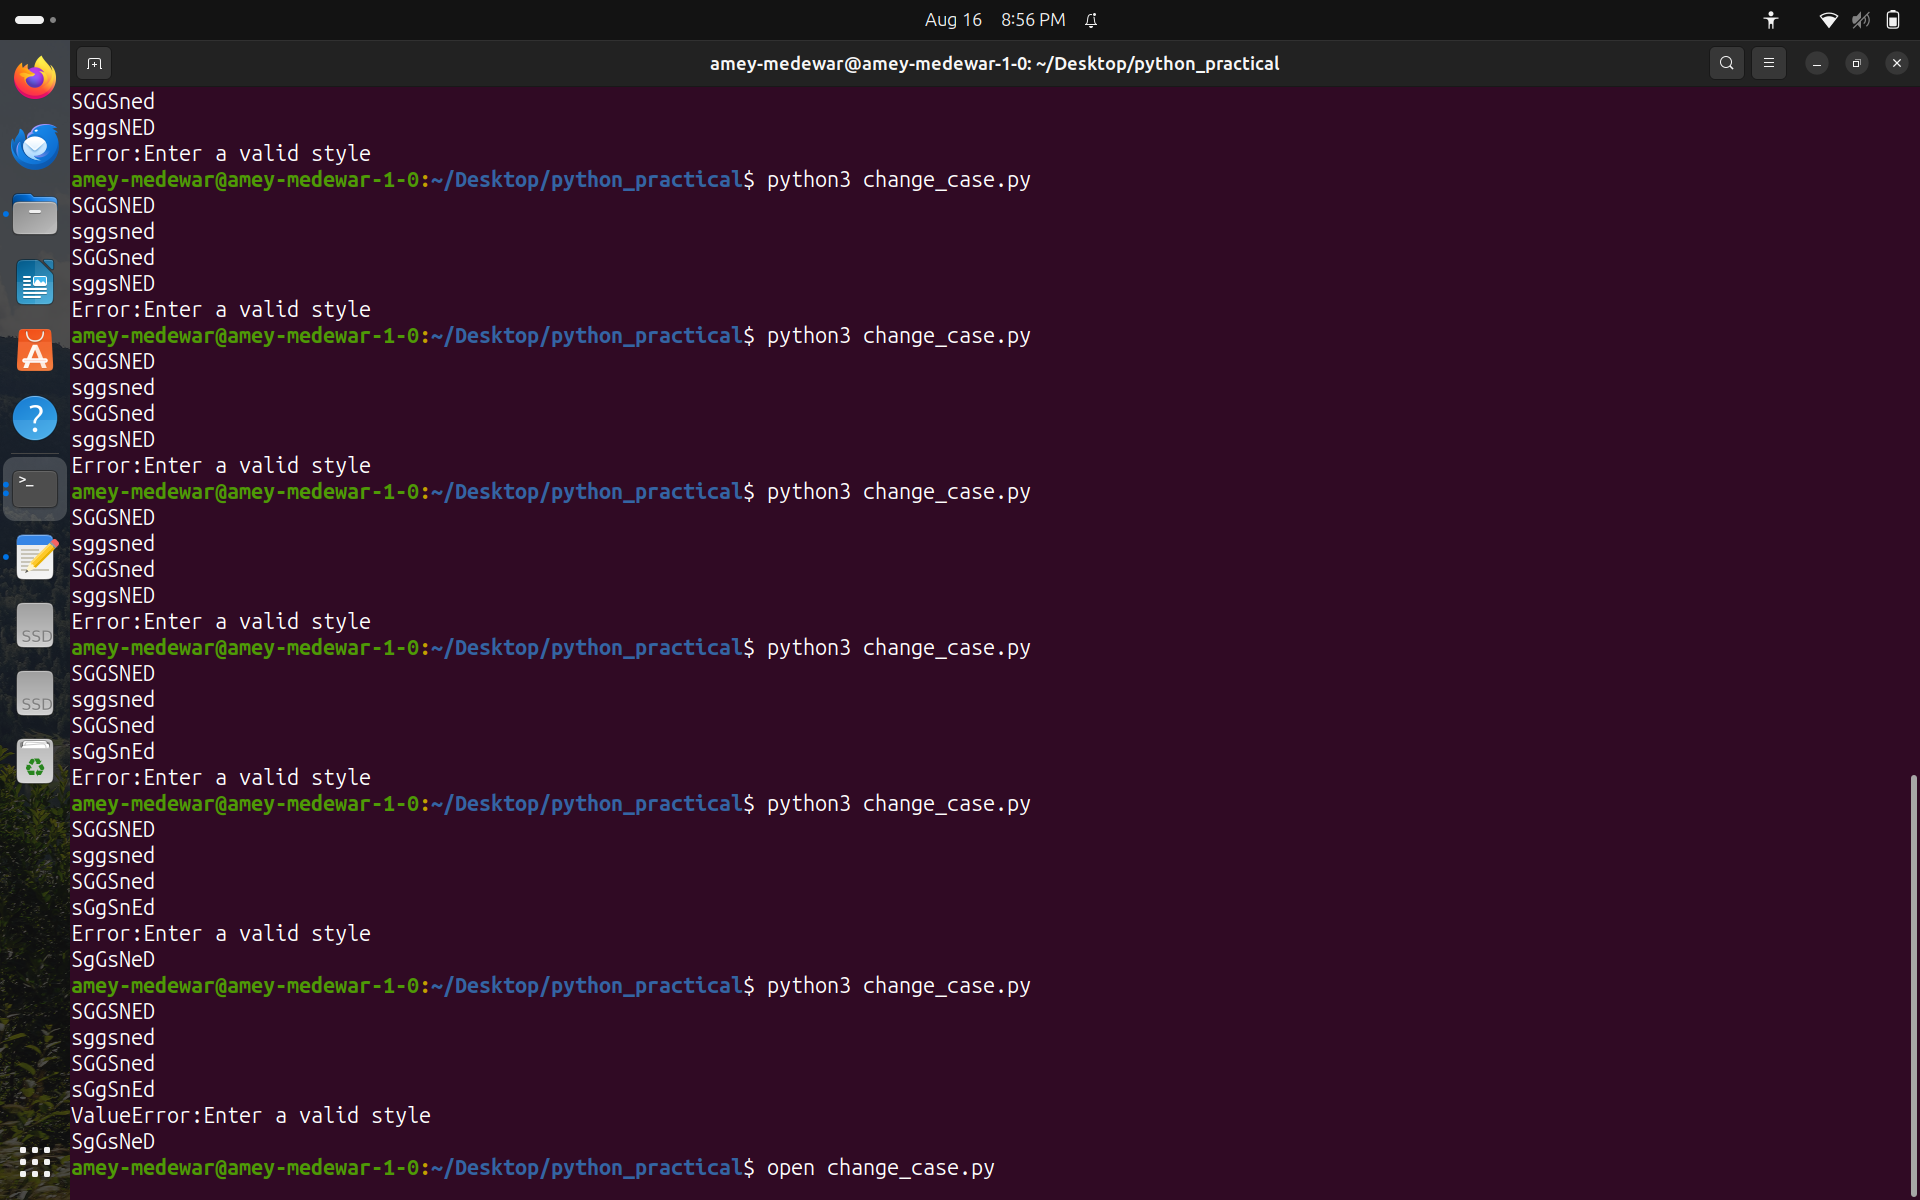 Aug 16 8:56 PM
amey-medewar@amey-medewar-1-0: ~/Desktop/python_practical
SGGSned
sggsNED
Error:Enter a valid style
amey-medewar@amey-medewar-1-0:~/Desktop/python_practical$ python3 change_case.py
SGGSNED
sggsned
SGGSned
sggsNED
Error:Enter a valid style
amey-medewar@amey-medewar-1-0:~/Desktop/python_practical$ python3 change_case.py
SGGSNED
sggsned
SGGSned
sggsNED
Error:Enter a valid style
amey-medewar@amey-medewar-1-0:~/Desktop/python_practical$ python3 change_case.py
SGGSNED
sggsned
SGGSned
sggsNED
Error:Enter a valid style
amey-medewar@amey-medewar-1-0:~/Desktop/python_practical$ python3 change_case.py
SGGSNED
sggsned
SGGSned
sGgSnEd
Error:Enter a valid style
amey-medewar@amey-medewar-1-0:~/Desktop/python_practical$ python3 change_case.py
SGGSNED
sggsned
SGGSned
sGgSnEd
Error:Enter a valid style
SgGsNeD
amey-medewar@amey-medewar-1-0:~/Desktop/python_practical$ python3 change_case.py
SGGSNED
sggsned
SGGSned
sGgSnEd
ValueError:Enter a valid style
SgGsNeD
amey-medewar@amey-medewar-1-0:~/Desktop/python_practical$ open change_case.py
SSD
SSD